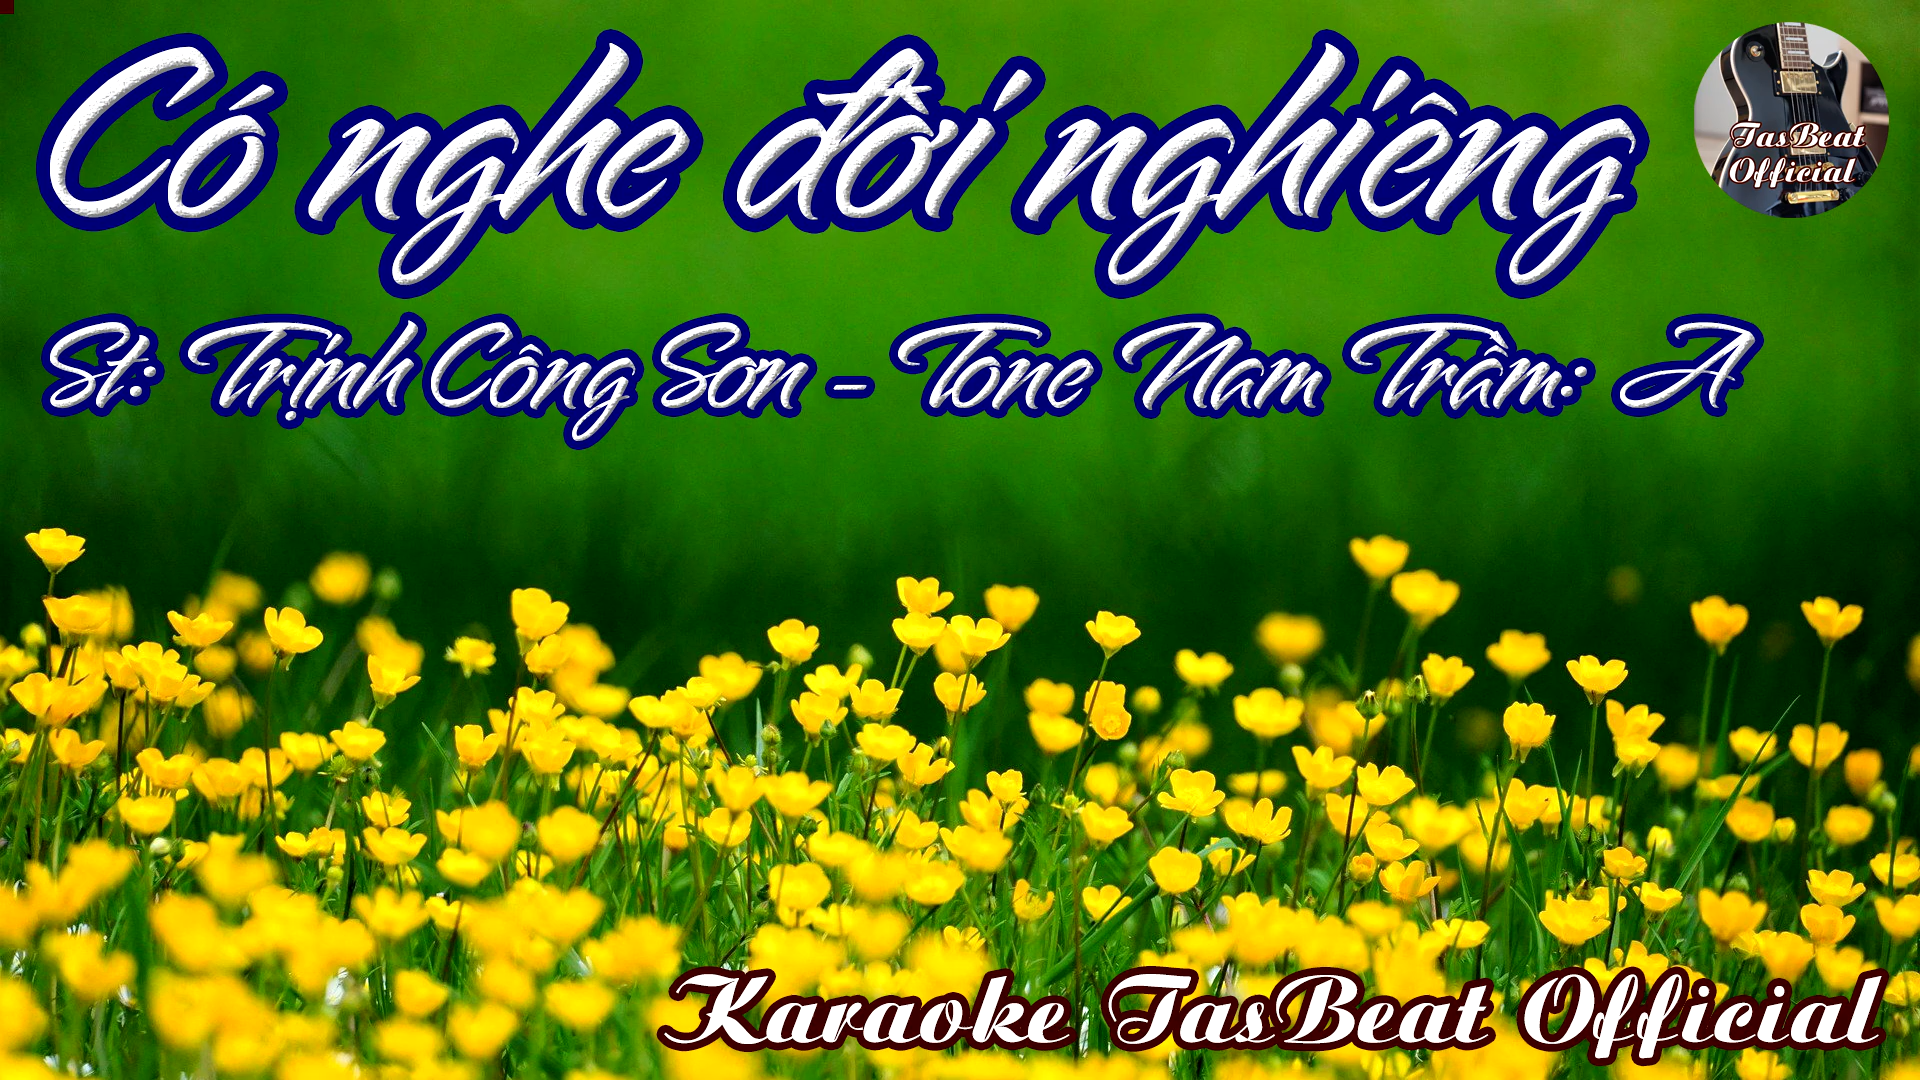 Có nghe đời nghiêng
TasBeat
Official
St: Trịnh Công Sơn - Tone Nam Trầm: A
Karaoke TasBeat Official